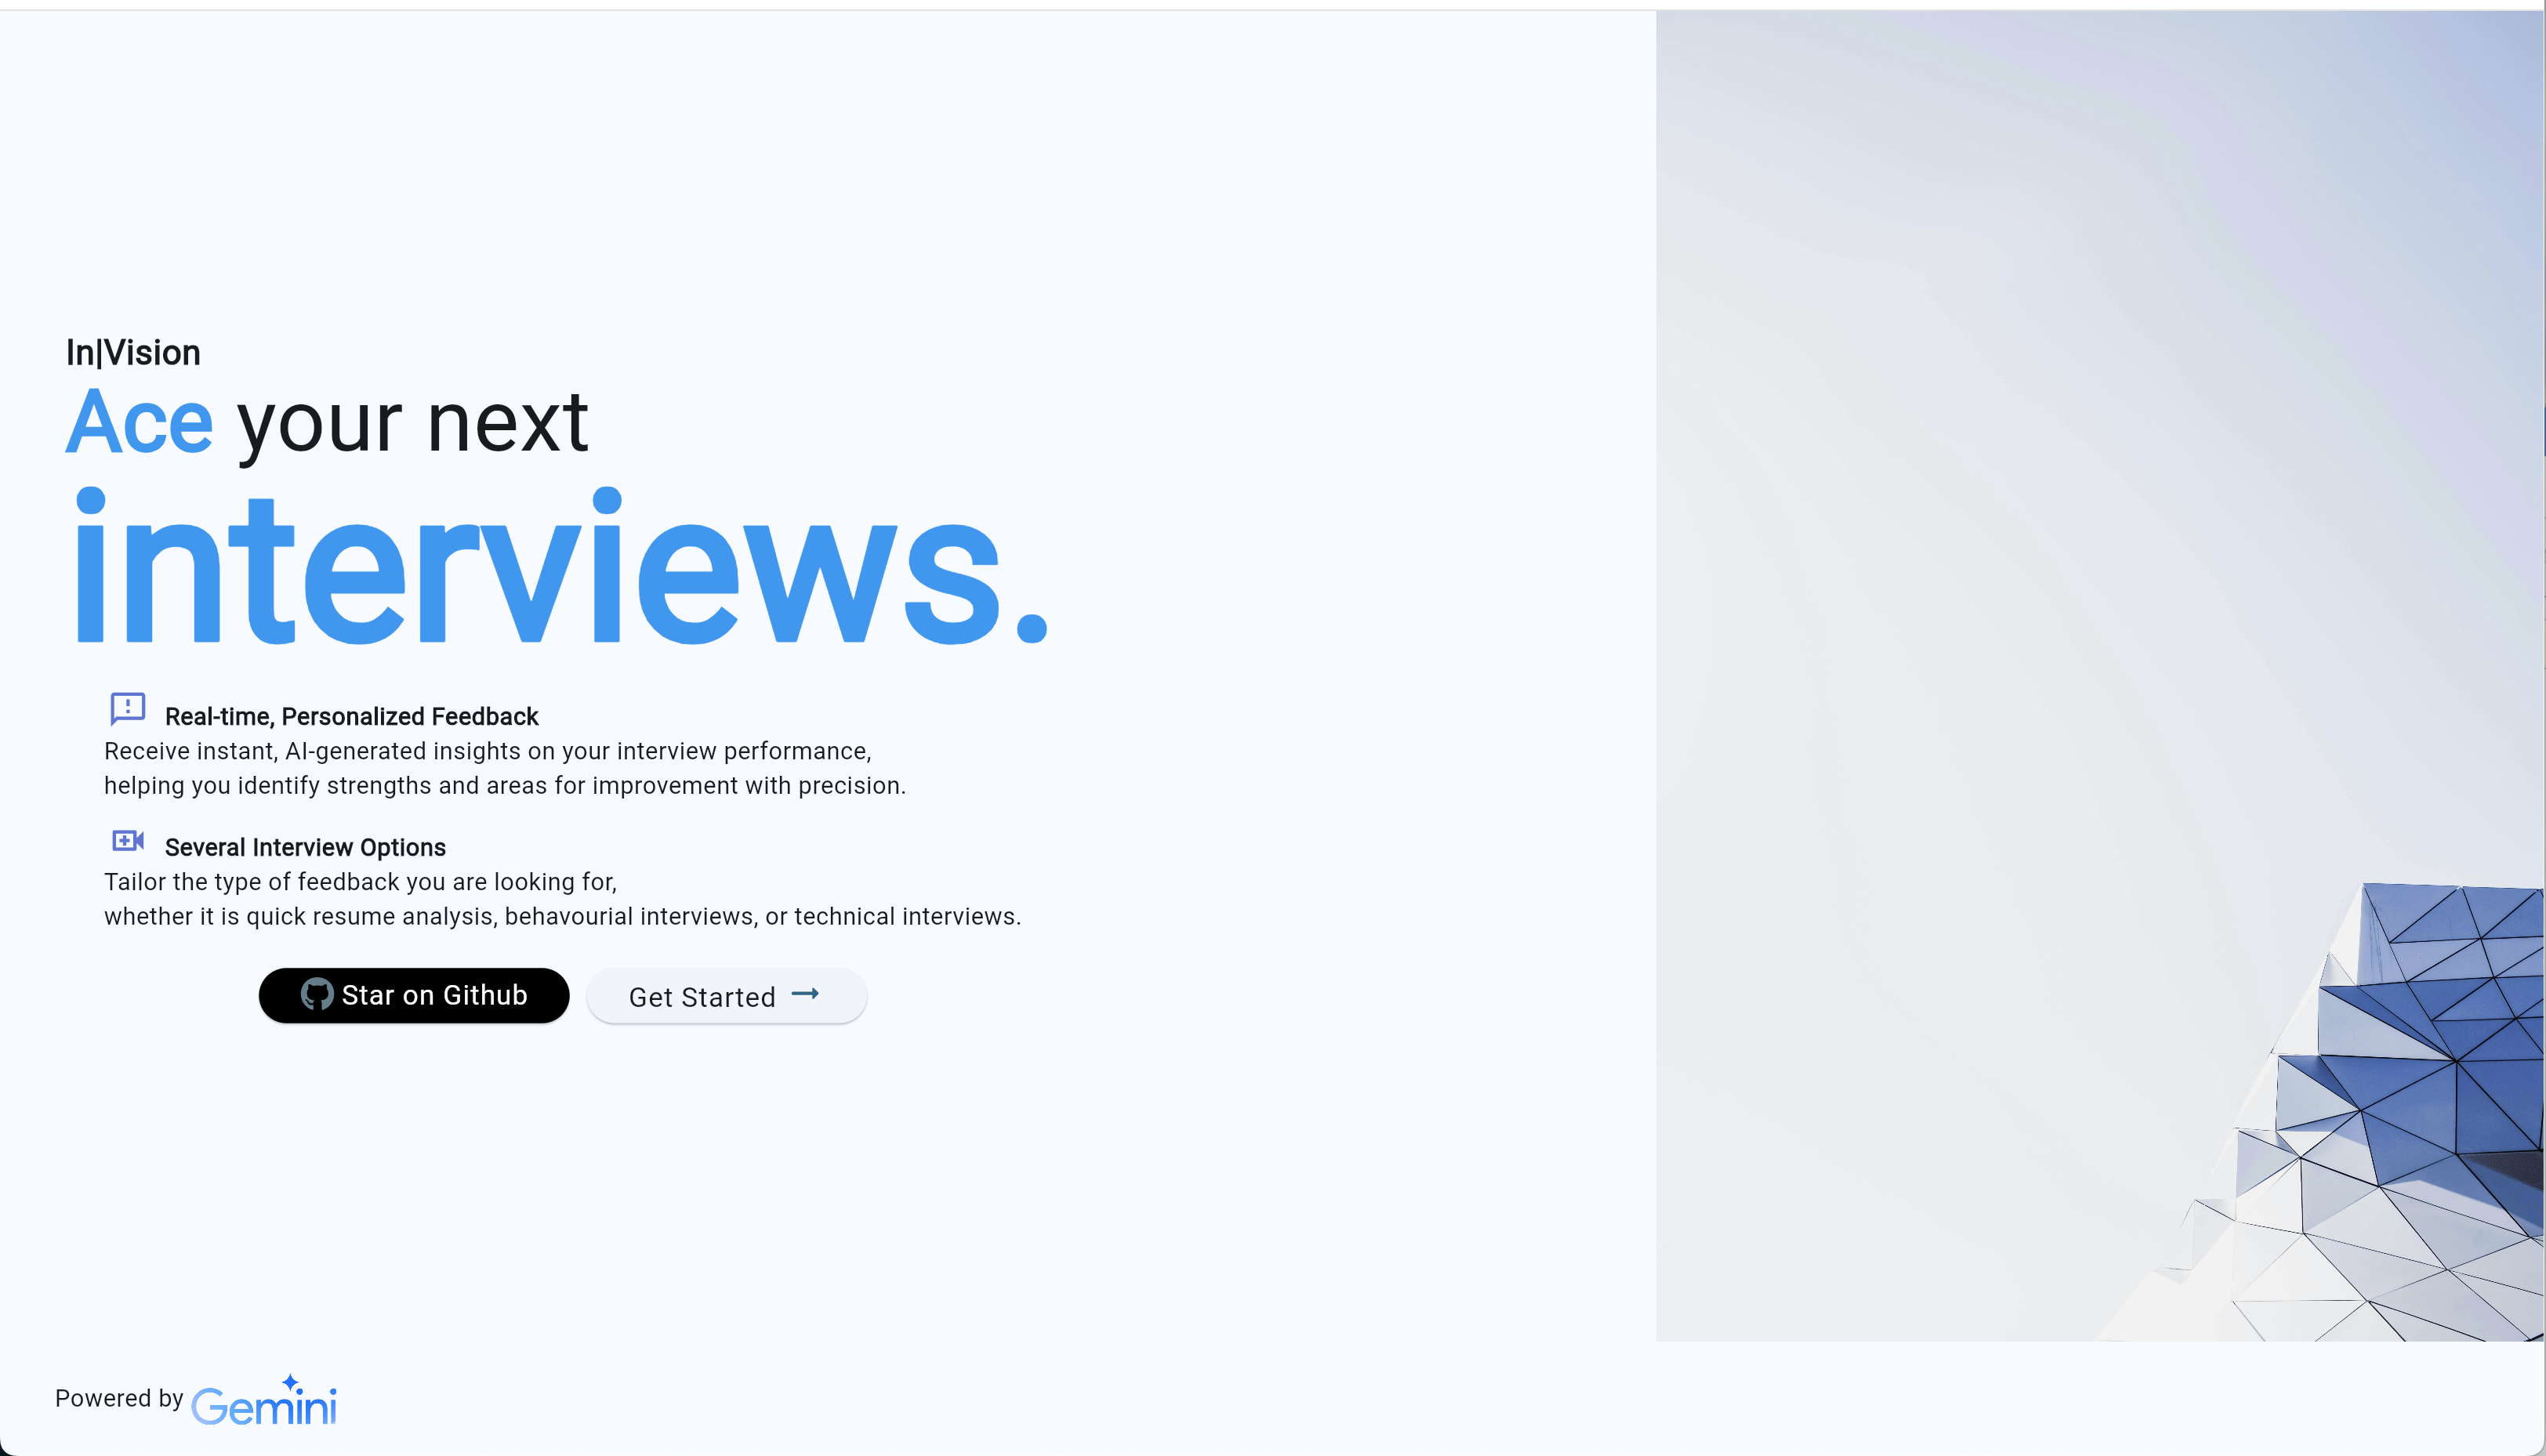 In|Vision
Ace your next
interviews.
Real-time, Personalized Feedback
Receive instant, AI-generated insights on your interview performance,
helping you identify strengths and areas for improvement with precision.
Several Interview Options
Tailor the type of feedback you are looking for,
whether it is quick resume analysis, behavourial interviews, or technical interviews.
Star on Github
Get Started
Powered by Gemini